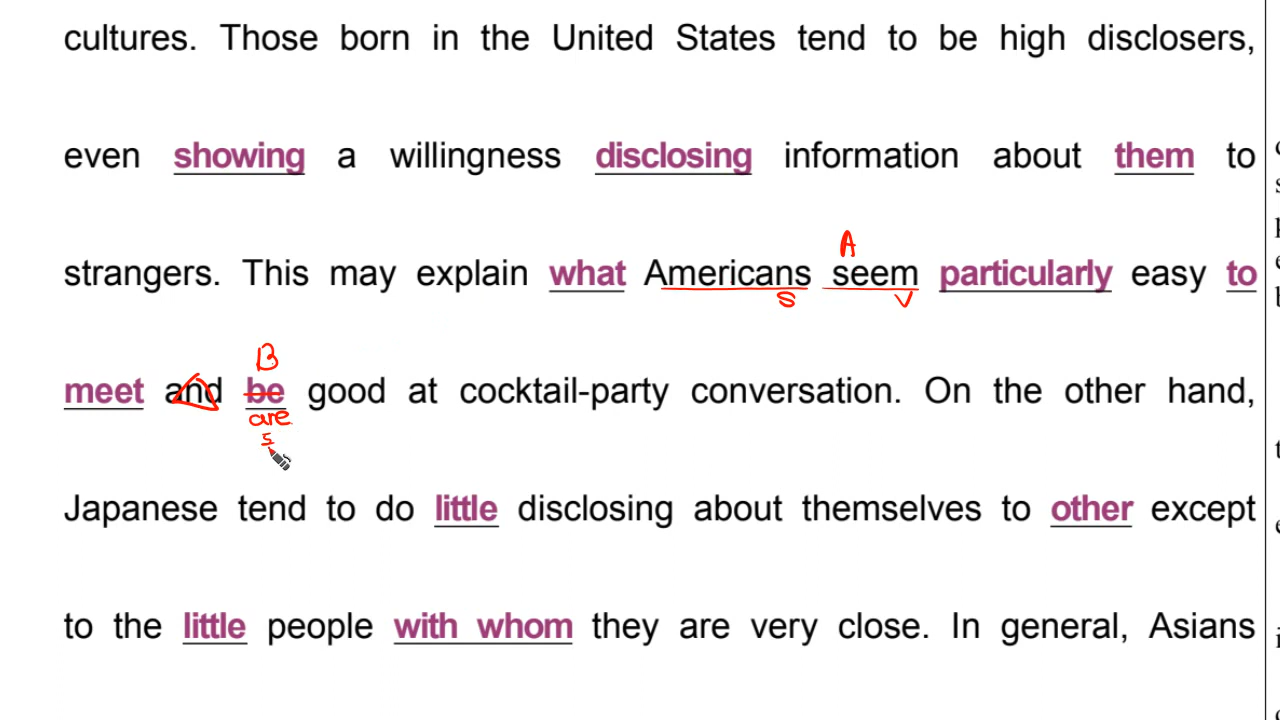 cultures. Those born in the United States tend to be high disclosers,
even showing a willingness disclosing information about them to
A
strangers. This may explain what Americans seem particularly easy to
S V
B
meet and be good at cocktail-party conversation. On the other hand,
are
Japanese tend to do little disclosing about themselves to other except
to the little people with whom they are very close. In general, Asians